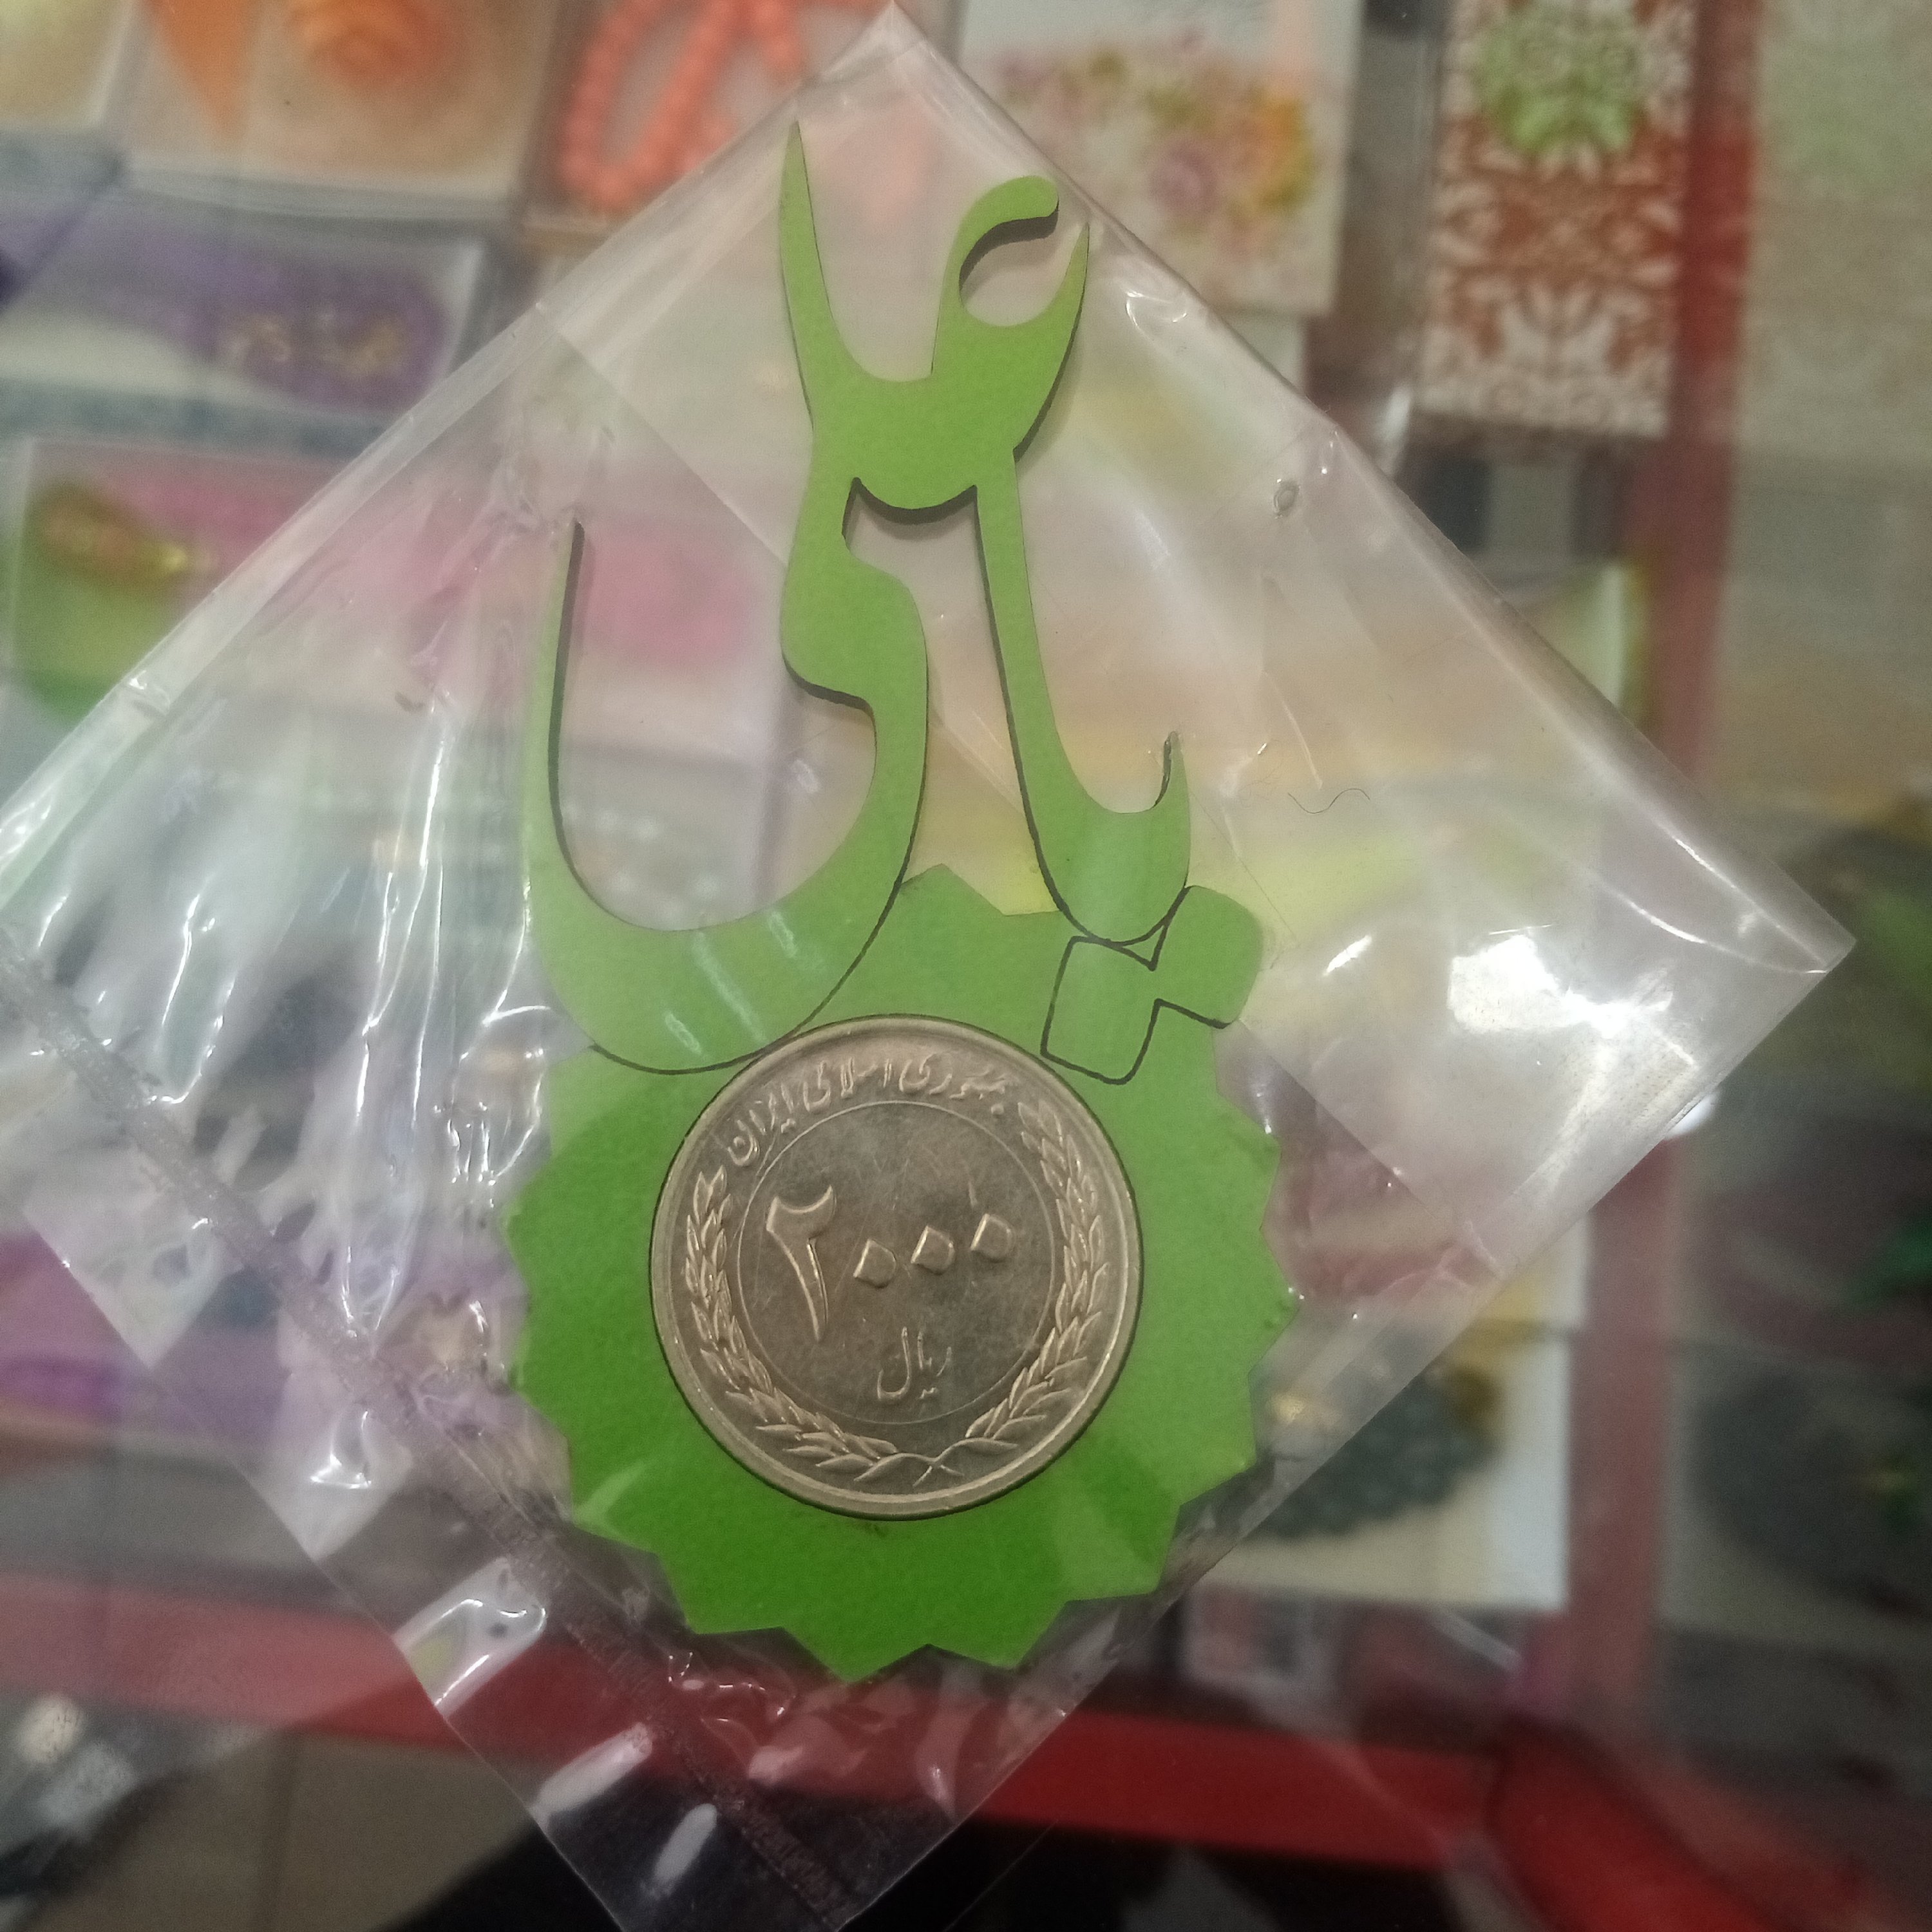 یا علی
جمهوری اسلامی ایران
۲۰۰۰
ریال